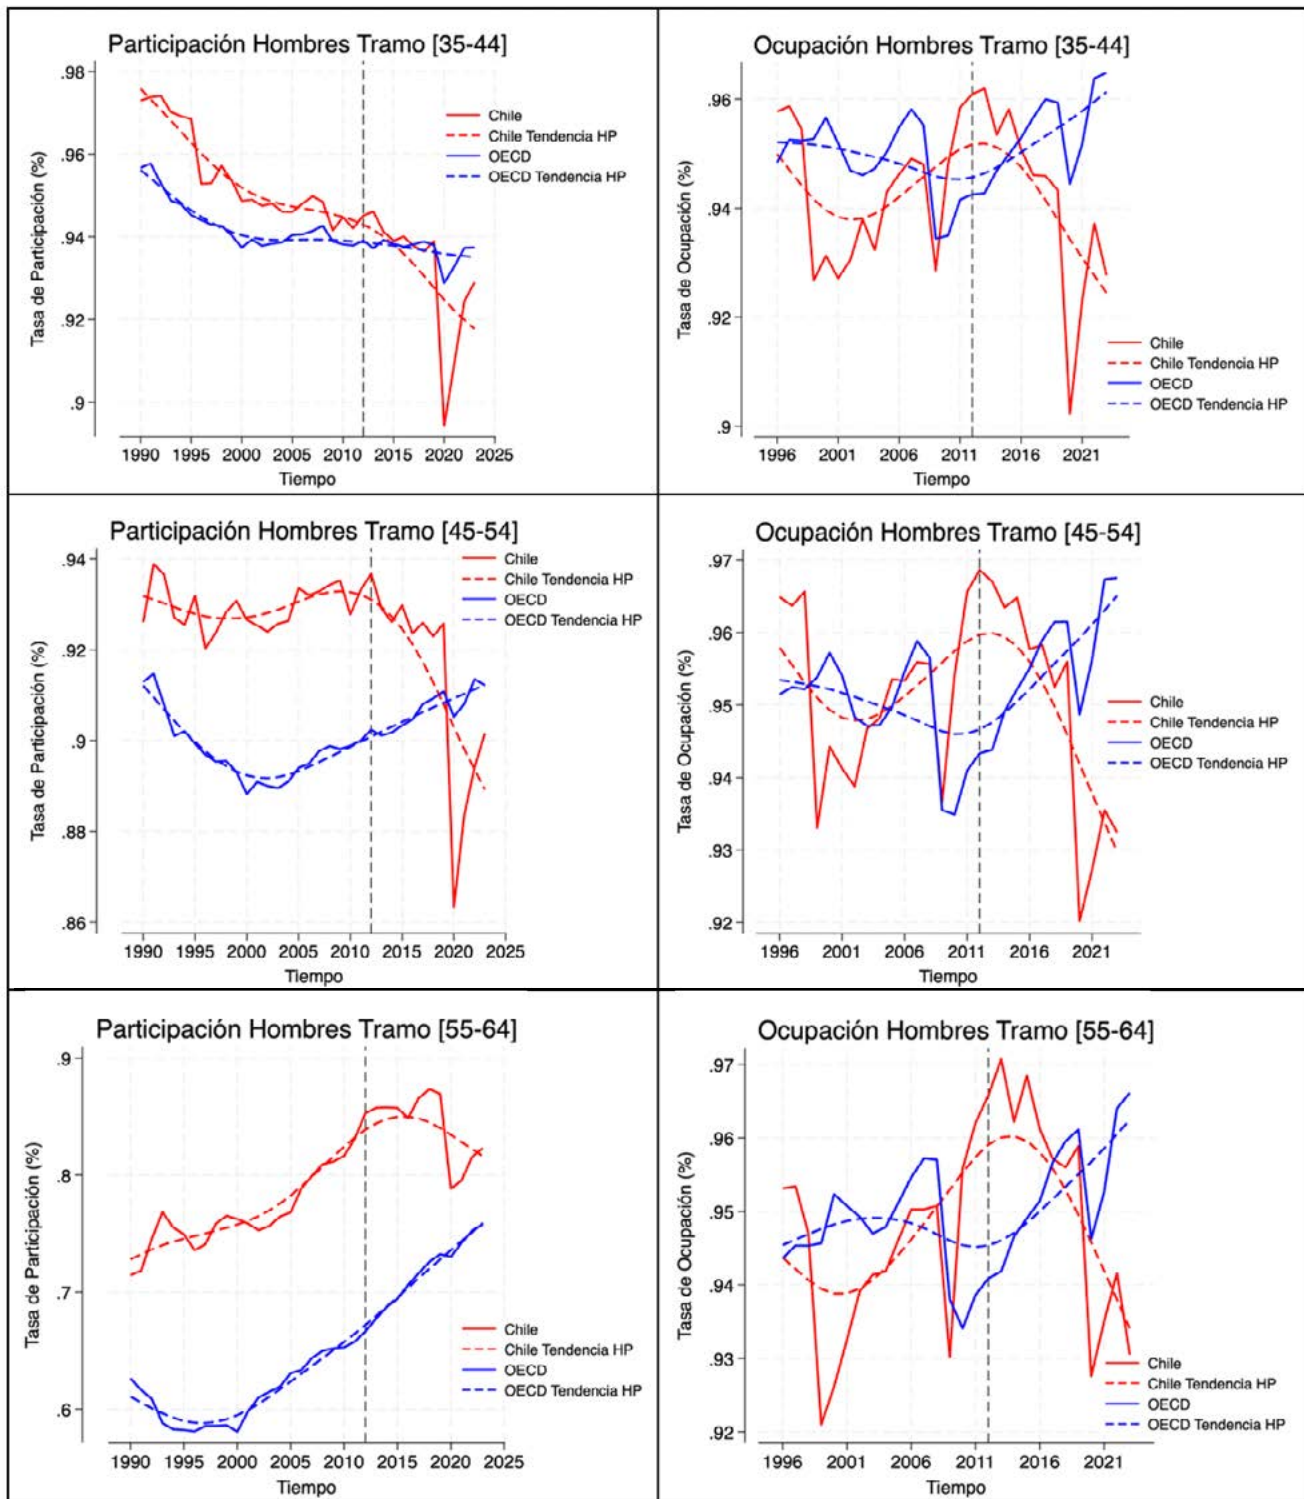 Participación Hombres Tramo [35-44]
Tasa de Participación (%)
.98
.96
.94
.92
.9
Chile
Chile Tendencia HP
OECD
OECD Tendencia HP
1990 1995 2000 2005 2010 2015 2020 2025
Tiempo
Ocupación Hombres Tramo [35-44]
Tasa de Ocupación (%)
.96
.94
.92
.9
Chile
Chile Tendencia HP
OECD
OECD Tendencia HP
1996 2001 2006 2011 2016 2021
Tiempo
Participación Hombres Tramo [45-54]
Tasa de Participación (%)
.94
.92
.9
.88
.86
Chile
Chile Tendencia HP
OECD
OECD Tendencia HP
1990 1995 2000 2005 2010 2015 2020 2025
Tiempo
Ocupación Hombres Tramo [45-54]
Tasa de Ocupación (%)
.97
.96
.95
.94
.93
.92
Chile
Chile Tendencia HP
OECD
OECD Tendencia HP
1996 2001 2006 2011 2016 2021
Tiempo
Participación Hombres Tramo [55-64]
Tasa de Participación (%)
.9
.8
.7
.6
Chile
Chile Tendencia HP
OECD
OECD Tendencia HP
1990 1995 2000 2005 2010 2015 2020 2025
Tiempo
Ocupación Hombres Tramo [55-64]
Tasa de Ocupación (%)
.97
.96
.95
.94
.93
.92
Chile
Chile Tendencia HP
OECD
OECD Tendencia HP
1996 2001 2006 2011 2016 2021
Tiempo